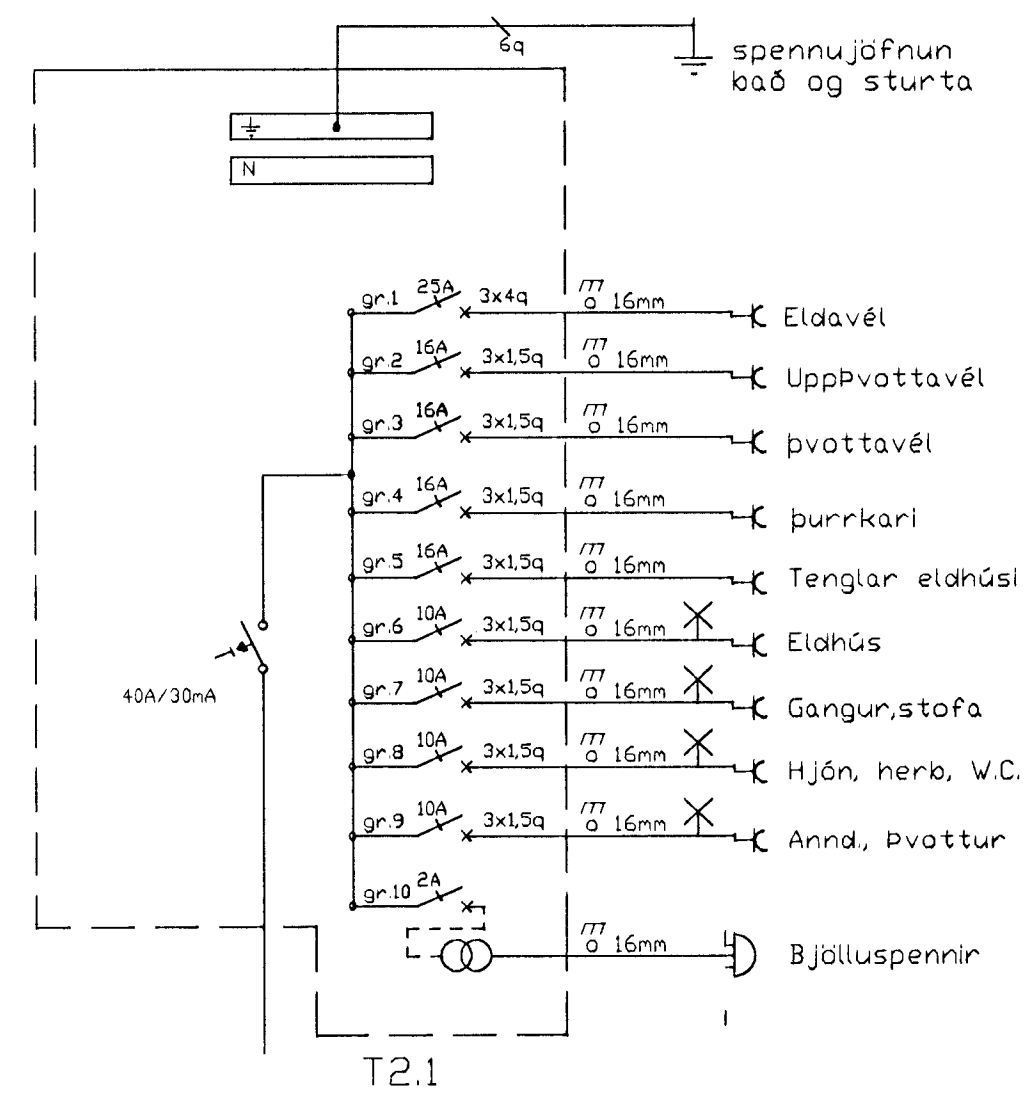 6q
spennujöfnun
bað og sturta
N
gr.1 25A 3x4q 16mm Eldavél
gr.2 16A 3x1,5q 16mm UppÞvottavél
gr.3 16A 3x1,5q 16mm þvottavél
gr.4 16A 3x1,5q 16mm þurrkari
gr.5 16A 3x1,5q 16mm Tenglar eldhúsi
gr.6 10A 3x1,5q 16mm Eldhús
40A/30mA
gr.7 10A 3x1,5q 16mm Gangur,stofa
gr.8 10A 3x1,5q 16mm Hjón, herb, W.C.
gr.9 10A 3x1,5q 16mm Annd., Þvottur
gr.10 2A
16mm Bjölluspennir
T2.1